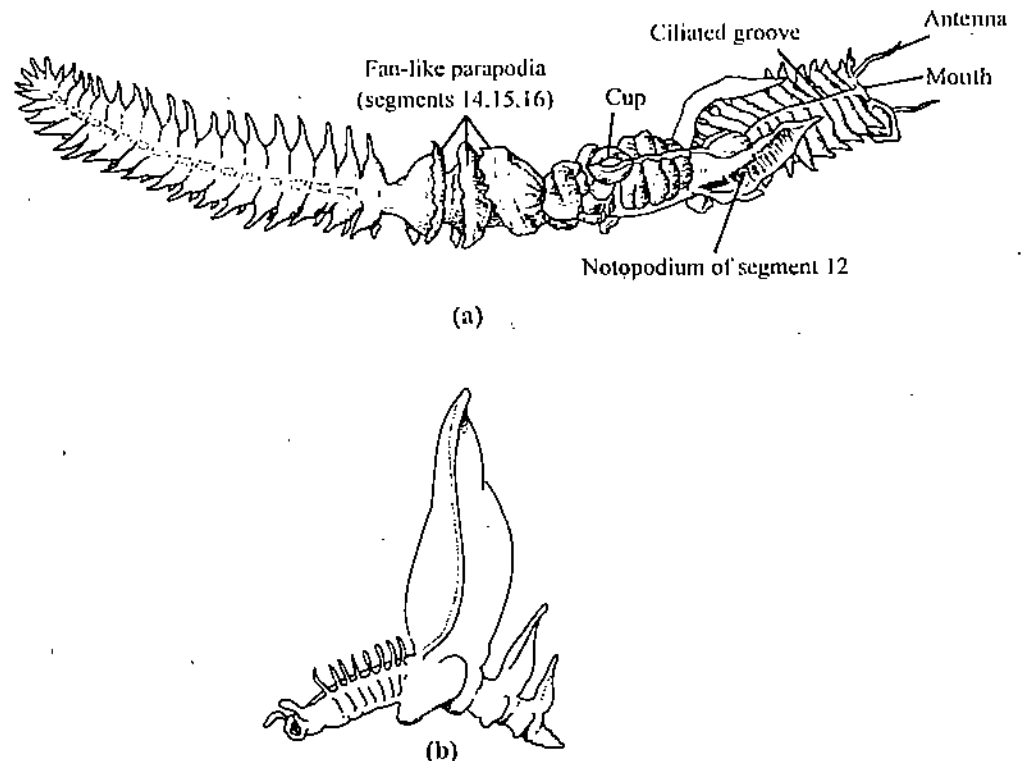 Antenna
Ciliated groove
Mouth
Fan-like parapodia
(segments 14.15.16)
Cup
Notopodium of segment 12
(a)
(b)